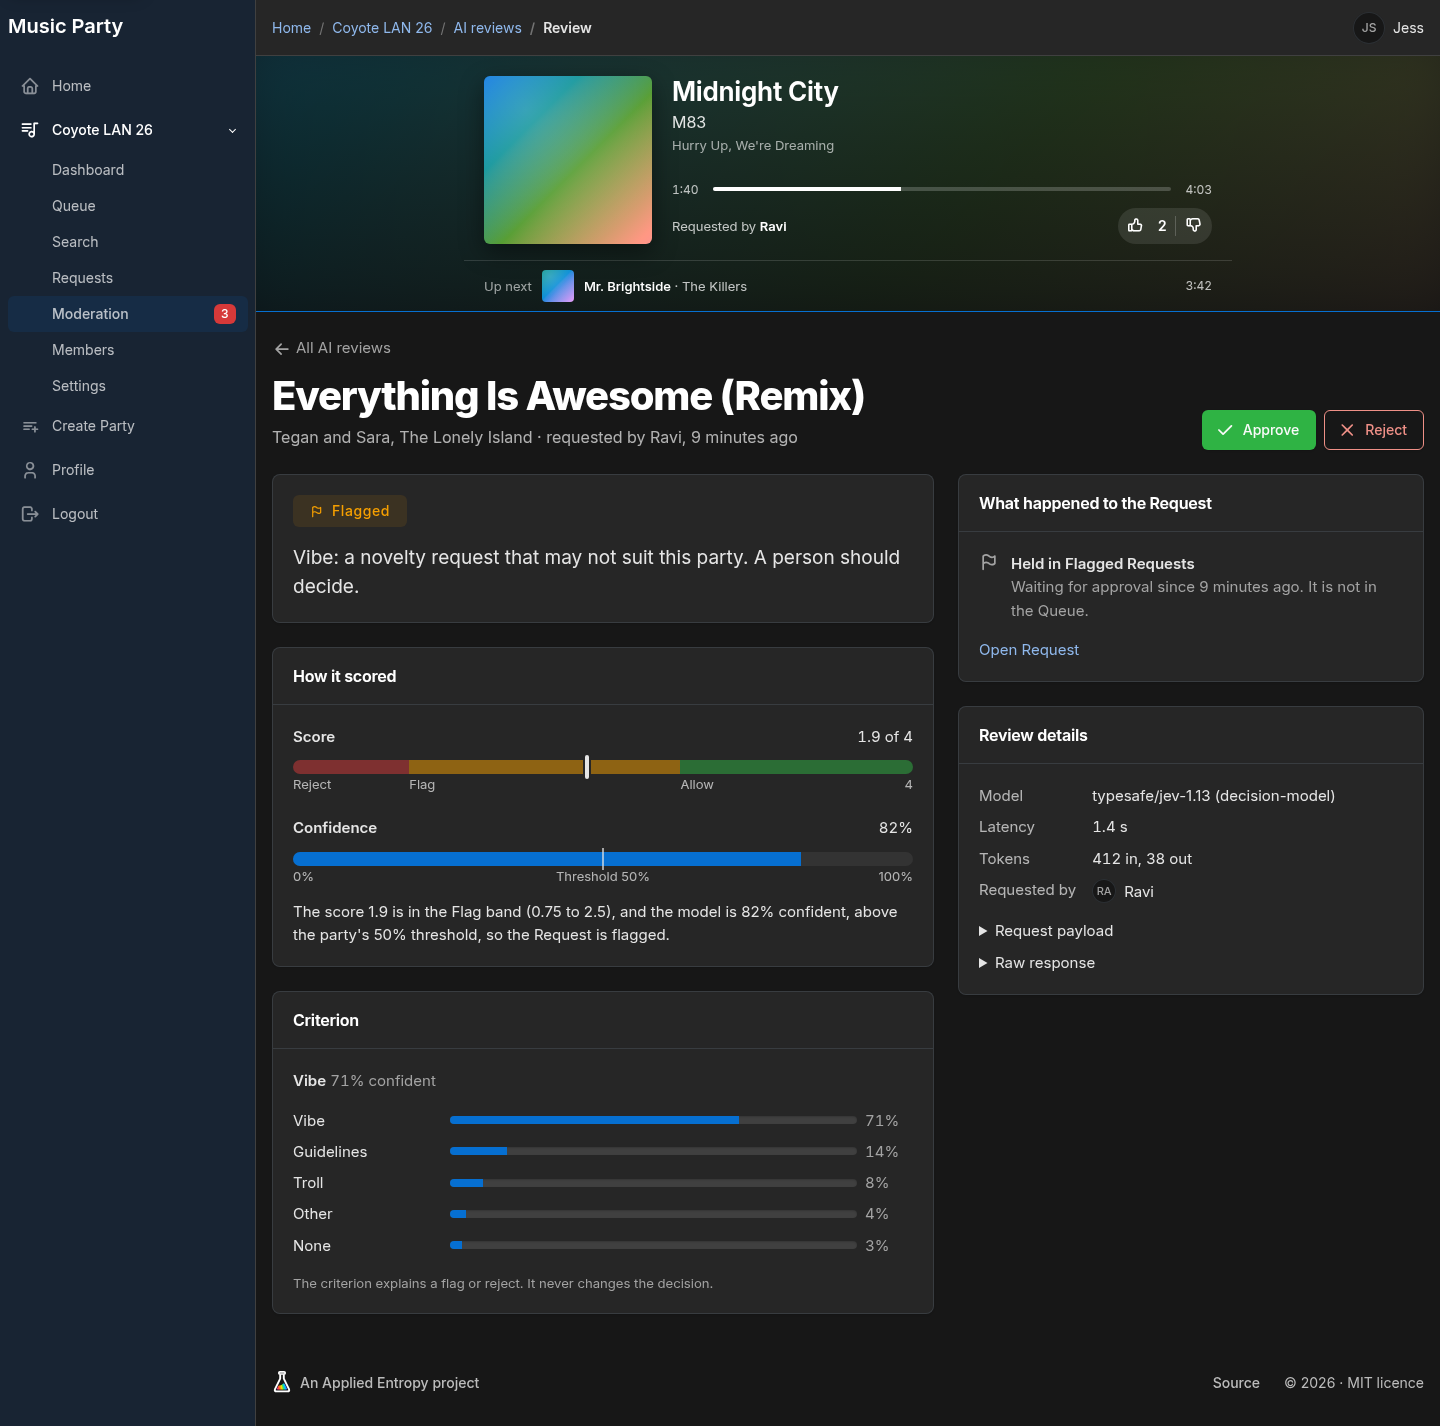 Music Party
Home
Coyote LAN 26
Dashboard
Queue
Search
Requests
Moderation 3
Members
Settings
Create Party
Profile
Logout
Home / Coyote LAN 26 / AI reviews / Review
JS Jess
Midnight City
M83
Hurry Up, We're Dreaming
1:40 4:03
Requested by Ravi
2
Up next Mr. Brightside · The Killers 3:42
All AI reviews
Everything Is Awesome (Remix)
Tegan and Sara, The Lonely Island · requested by Ravi, 9 minutes ago
Approve
Reject
Flagged
Vibe: a novelty request that may not suit this party. A person should
decide.
How it scored
Score 1.9 of 4
Reject Flag Allow 4
Confidence 82%
0% Threshold 50% 100%
The score 1.9 is in the Flag band (0.75 to 2.5), and the model is 82% confident, above
the party's 50% threshold, so the Request is flagged.
Criterion
Vibe 71% confident
Vibe 71%
Guidelines 14%
Troll 8%
Other 4%
None 3%
The criterion explains a flag or reject. It never changes the decision.
What happened to the Request
Held in Flagged Requests
Waiting for approval since 9 minutes ago. It is not in
the Queue.
Open Request
Review details
Model typesafe/jev-1.13 (decision-model)
Latency 1.4 s
Tokens 412 in, 38 out
Requested by RA Ravi
Request payload
Raw response
An Applied Entropy project
Source © 2026 · MIT licence